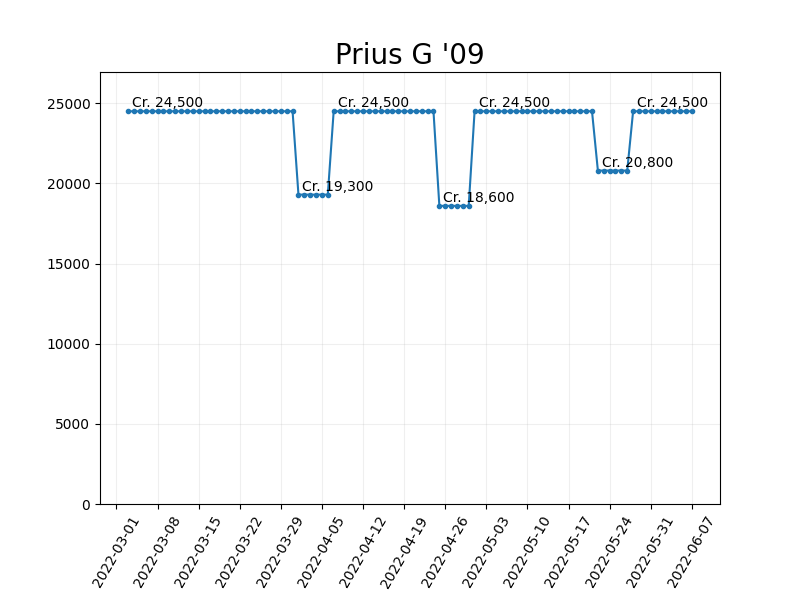 Prius G '09
Cr. 24,500
Cr. 24,500
Cr. 24,500
Cr. 24,500
Cr. 20,800
Cr. 19,300
Cr. 18,600
25000
20000
15000
10000
5000
0
2022-03-01
2022-03-08
2022-03-15
2022-03-22
2022-03-29
2022-04-05
2022-04-12
2022-04-19
2022-04-26
2022-05-03
2022-05-10
2022-05-17
2022-05-24
2022-05-31
2022-06-07